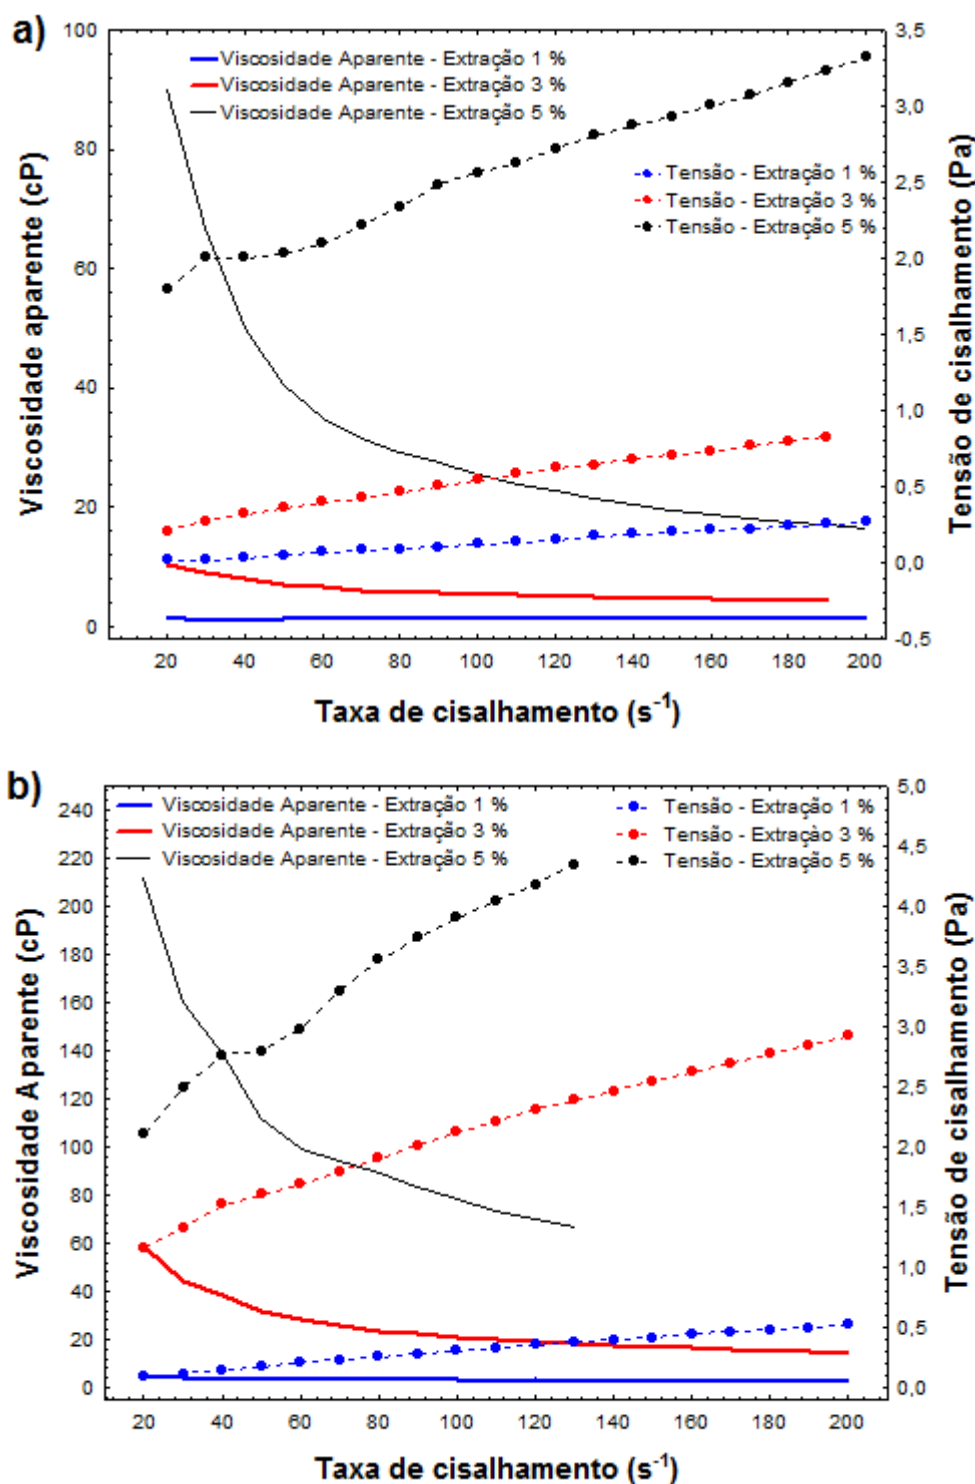 a)
100
80
60
40
20
0
Viscosidade aparente (cP)
Viscosidade Aparente - Extração 1 %
Viscosidade Aparente - Extração 3 %
Viscosidade Aparente - Extração 5 %
Tensão - Extração 1 %
Tensão - Extração 3 %
Tensão - Extração 5 %
3,5
3,0
2,5
2,0
1,5
1,0
0,5
0,0
-0,5
Tensão de cisalhamento (Pa)
20 40 60 80 100 120 140 160 180 200
Taxa de cisalhamento (s⁻¹)
b)
240
220
200
180
160
140
120
100
80
60
40
20
0
Viscosidade Aparente (cP)
Viscosidade Aparente - Extração 1 %
Viscosidade Aparente - Extração 3 %
Viscosidade Aparente - Extração 5 %
Tensão - Extração 1 %
Tensão - Extraçào 3 %
Tensão - Extração 5 %
5,0
4,5
4,0
3,5
3,0
2,5
2,0
1,5
1,0
0,5
0,0
Tensão de cisalhamento (Pa)
20 40 60 80 100 120 140 160 180 200
Taxa de cisalhamento (s⁻¹)